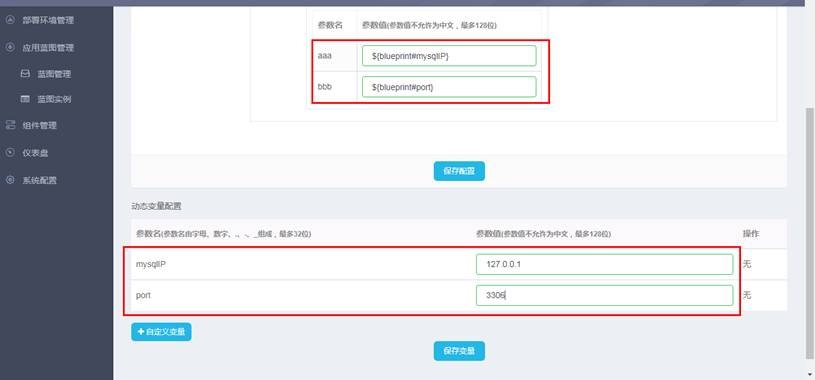 部署环境管理
应用蓝图管理
蓝图管理
蓝图实例
组件管理
仪表盘
系统配置
参数名 参数值(参数值不允许为中文，最多128位)
aaa ${blueprint#mysqlIP}
bbb ${blueprint#port}
保存配置
动态变量配置
参数名(参数名由字母、数字、.、-、_组成，最多32位) 参数值(参数值不允许为中文，最多128位) 操作
mysqlIP 127.0.0.1 无
port 3306 无
+ 自定义变量
保存变量